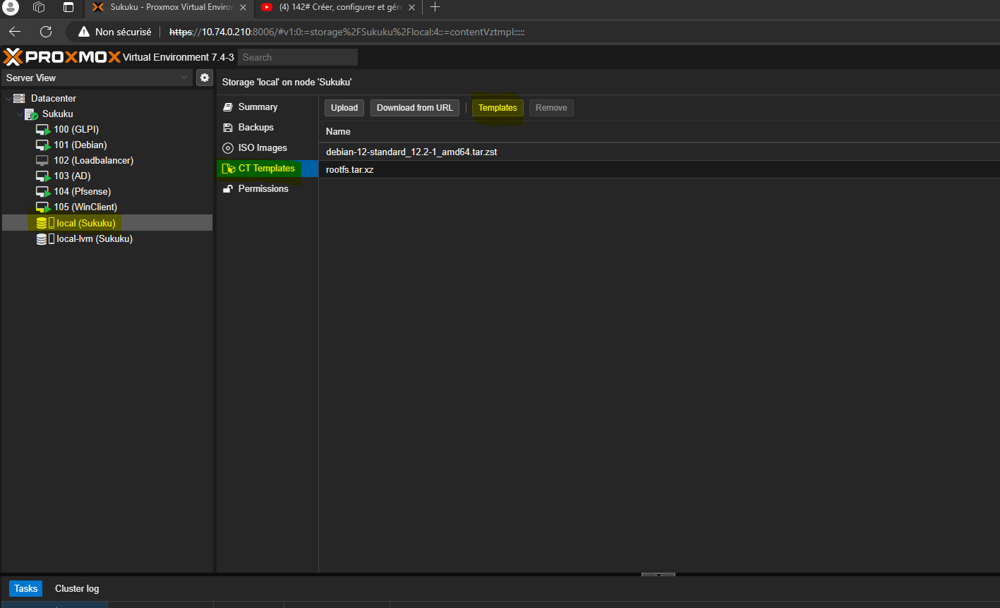 Sukuku - Proxmox Virtual Enviror
(4) 142# Créer, configurer et gére
Non sécurisé
https://10.74.0.210:8006/#v1:0:=storage%2FSukuku%2Flocal:4::=contentVztmpl:::::
PROXMOX Virtual Environment 7.4-3 Search
Server View
Storage 'local' on node 'Sukuku'
Datacenter
Sukuku
100 (GLPI)
101 (Debian)
102 (Loadbalancer)
103 (AD)
104 (Pfsense)
105 (WinClient)
local (Sukuku)
local-lvm (Sukuku)
Summary
Backups
ISO Images
CT Templates
Permissions
Upload Download from URL Templates Remove
Name
debian-12-standard_12.2-1_amd64.tar.zst
rootfs.tar.xz
Tasks Cluster log